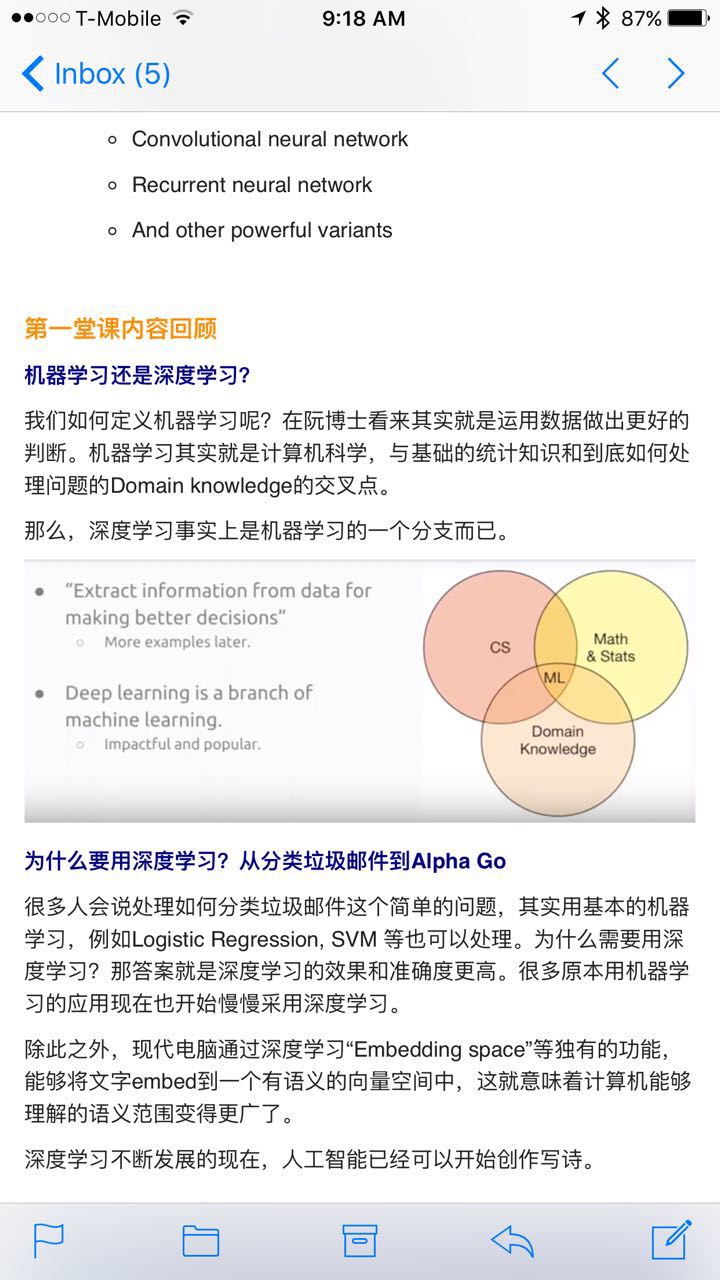 T-Mobile 9:18 AM 87%
Inbox (5)
Convolutional neural network
Recurrent neural network
And other powerful variants
第一堂课内容回顾
机器学习还是深度学习?
我们如何定义机器学习呢？在阮博士看来其实就是运用数据做出更好的
判断。机器学习其实就是计算机科学，与基础的统计知识和到底如何处
理问题的Domain knowledge的交叉点。
那么，深度学习事实上是机器学习的一个分支而已。
“Extract information from data for
making better decisions”
More examples later.
Deep learning is a branch of
machine learning.
Impactful and popular.
CS
Math
& Stats
ML
Domain
Knowledge
为什么要用深度学习？从分类垃圾邮件到Alpha Go
很多人会说处理如何分类垃圾邮件这个简单的问题，其实用基本的机器
学习，例如Logistic Regression, SVM 等也可以处理。为什么需要用深
度学习？那答案就是深度学习的效果和准确度更高。很多原本用机器学
习的应用现在也开始慢慢采用深度学习。
除此之外，现代电脑通过深度学习“Embedding space”等独有的功能，
能够将文字embed到一个有语义的向量空间中，这就意味着计算机能够
理解的语义范围变得更广了。
深度学习不断发展的现在，人工智能已经可以开始创作写诗。